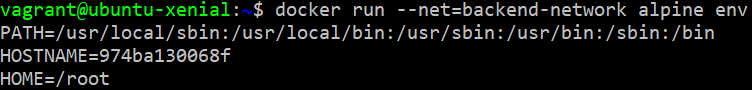 vagrant@ubuntu-xenial:~$ docker run --net=backend-network alpine env
PATH=/usr/local/sbin:/usr/local/bin:/usr/sbin:/usr/bin:/sbin:/bin
HOSTNAME=974ba130068f
HOME=/root